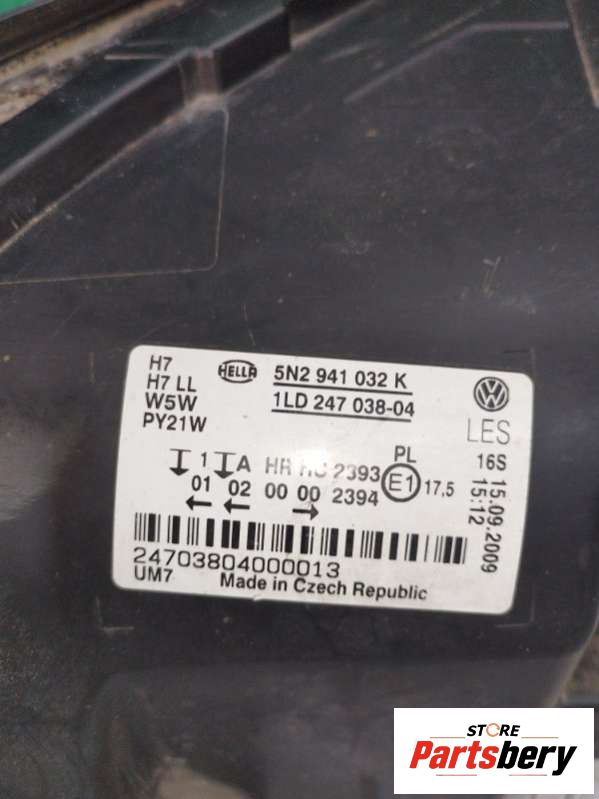 H7
H7 LL
W5W
PY21W
HELLA
5N2 941 032 K
1LD 247 038-04
LES
1 A HR HC 2393
01 02 00 00 2394
PL
E1 17,5
16S 15.09.2009
15:12
24703804000013
UM7 Made in Czech Republic
STORE
Partsbery